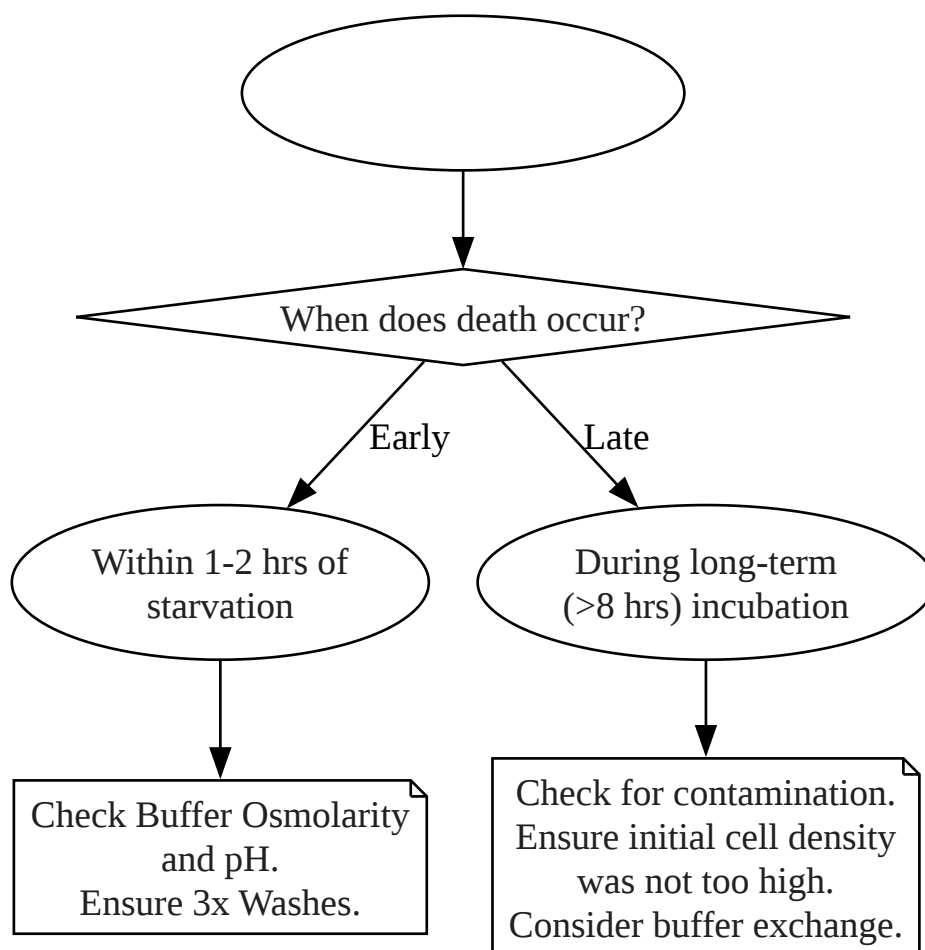 When does death occur?
Early
Late
Within 1-2 hrs of
starvation
During long-term
(>8 hrs) incubation
Check Buffer Osmolarity
and pH.
Ensure 3x Washes.
Check for contamination.
Ensure initial cell density
was not too high.
Consider buffer exchange.